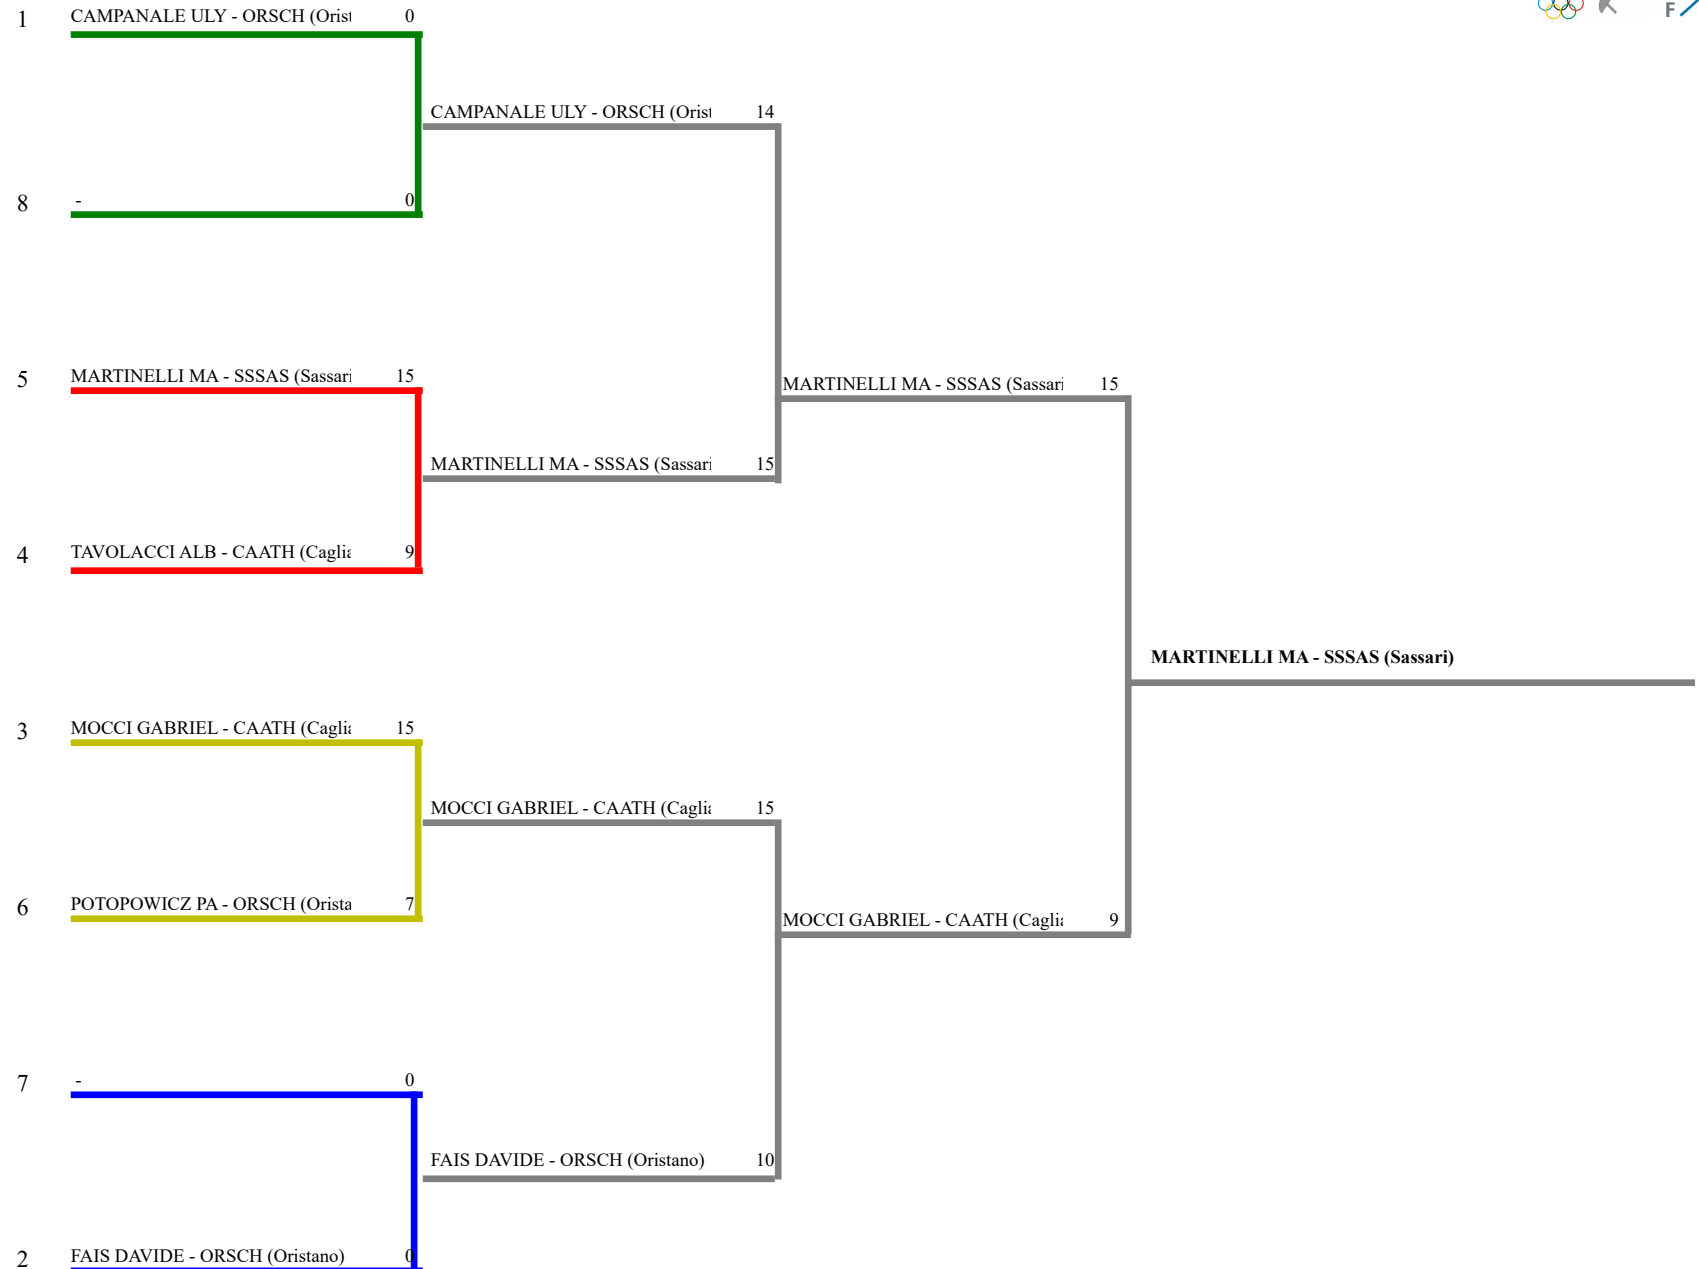 1 CAMPANALE ULY - ORSCH (Orist 0
F
CAMPANALE ULY - ORSCH (Orist 14
8 - 0
5 MARTINELLI MA - SSSAS (Sassari 15
MARTINELLI MA - SSSAS (Sassari 15
MARTINELLI MA - SSSAS (Sassari 15
4 TAVOLACCI ALB - CAATH (Caglia 9
MARTINELLI MA - SSSAS (Sassari)
3 MOCCI GABRIEL - CAATH (Caglia 15
MOCCI GABRIEL - CAATH (Caglia 15
6 POTOPOWICZ PA - ORSCH (Orista 7
MOCCI GABRIEL - CAATH (Caglia 9
7 - 0
FAIS DAVIDE - ORSCH (Oristano) 10
2 FAIS DAVIDE - ORSCH (Oristano) 0